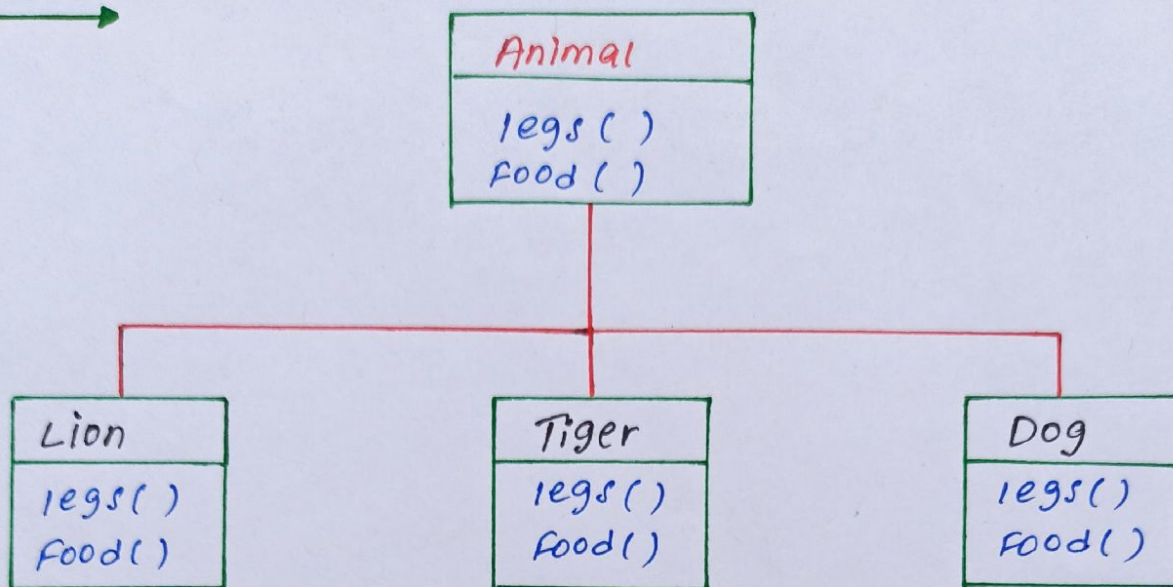 Animal
legs( )
Food( )
Lion
legs( )
Food( )
Tiger
legs( )
Food( )
Dog
legs( )
Food( )